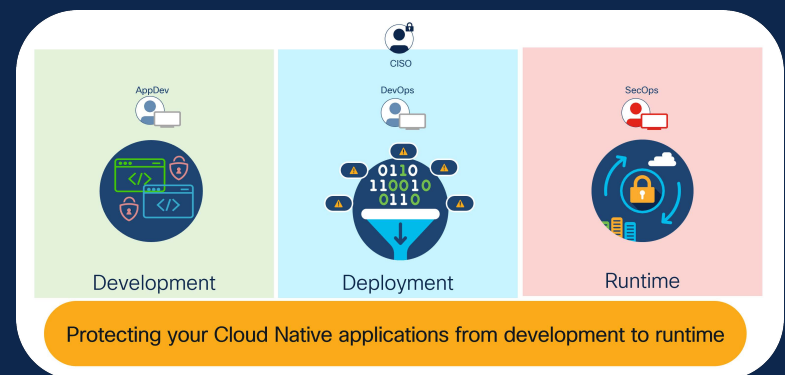 CISO
AppDev
DevOps
SecOps
</>
</>
0110
110010
0110
Development
Deployment
Runtime
Protecting your Cloud Native applications from development to runtime